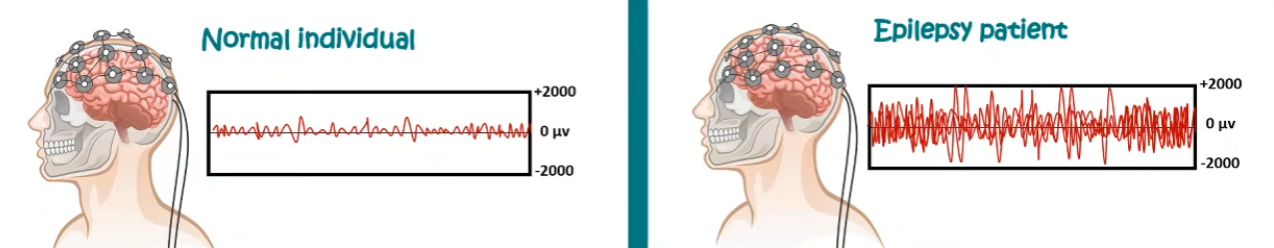 Normal individual
+2000
0 μv
-2000
Epilepsy patient
+2000
0 μv
-2000